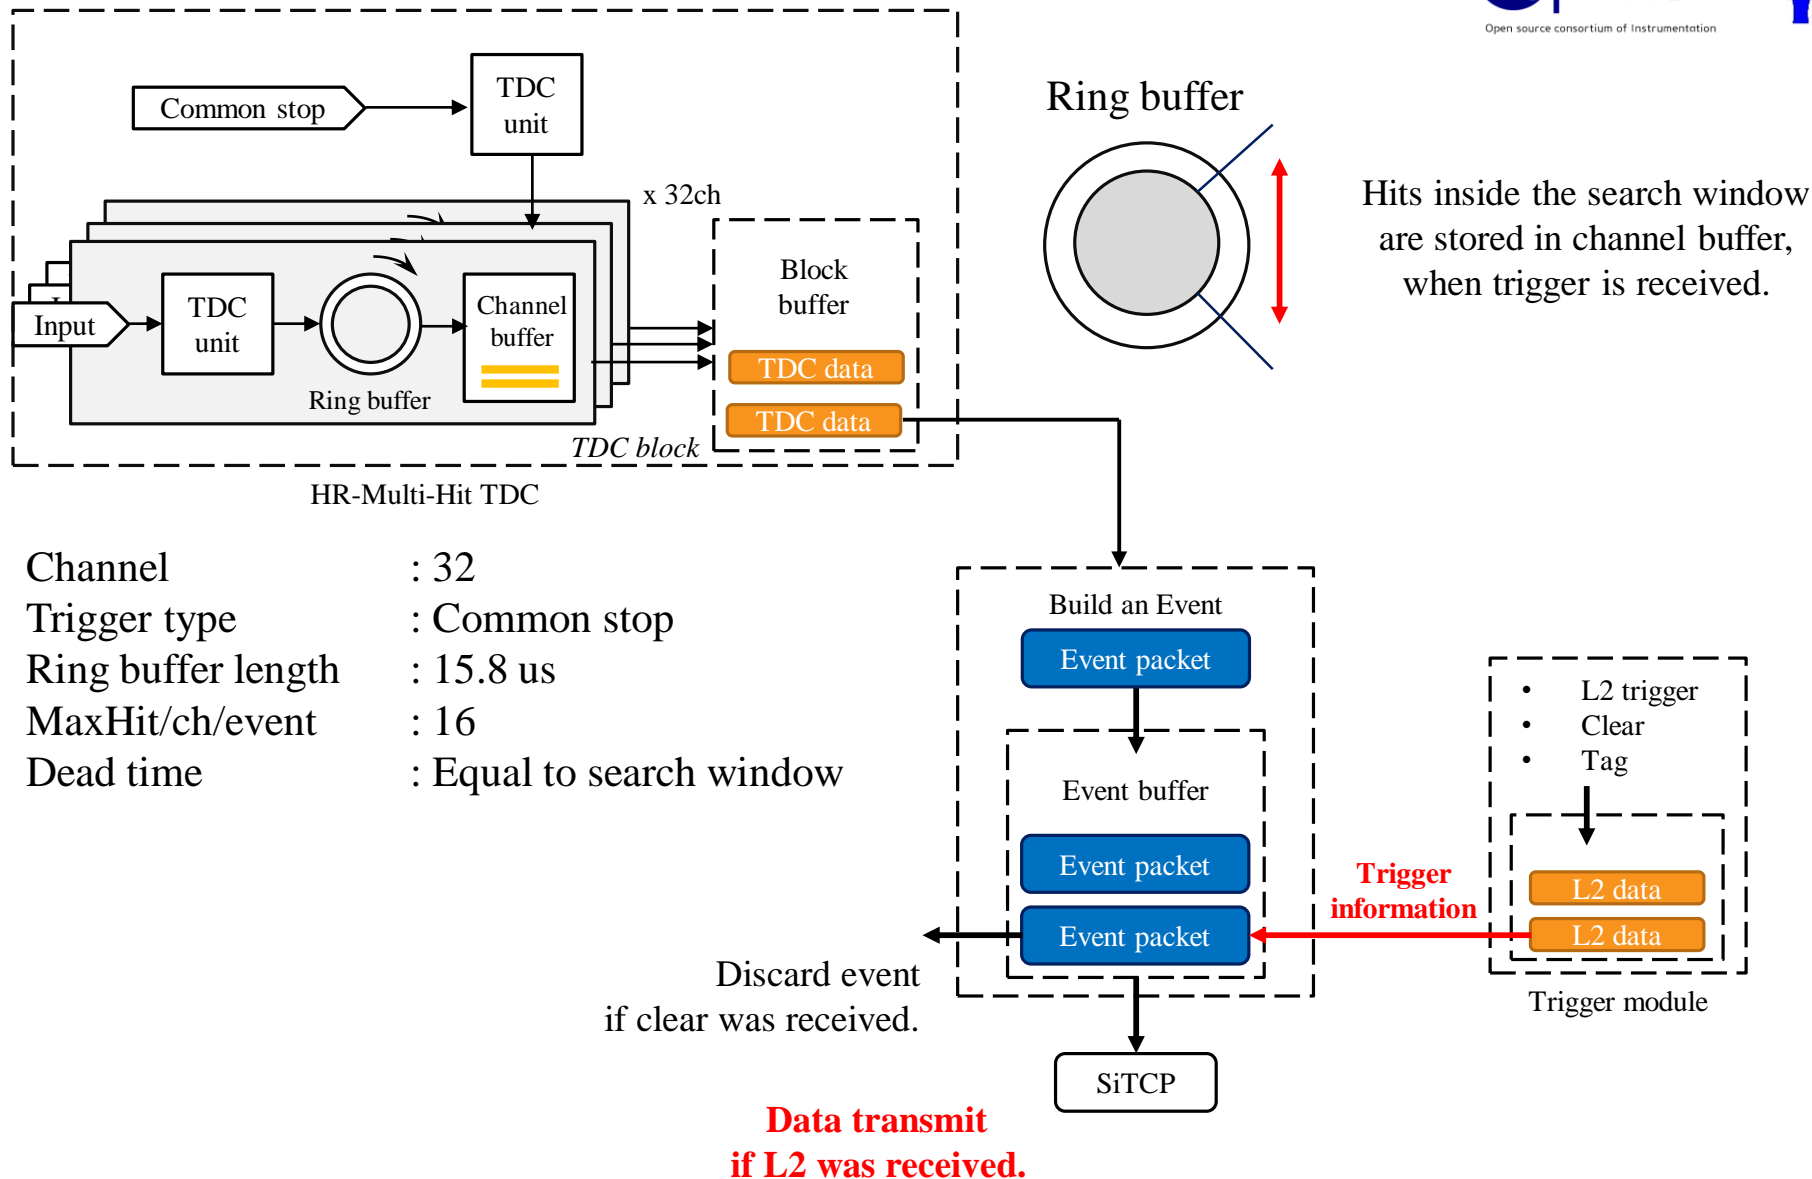 Open source consortium of Instrumentation
Common stop
TDC
unit
x 32ch
Input
TDC
unit
Ring buffer
Channel
buffer
Block
buffer
TDC data
TDC data
TDC block
HR-Multi-Hit TDC
Ring buffer
Hits inside the search window
are stored in channel buffer,
when trigger is received.
Channel : 32
Trigger type : Common stop
Ring buffer length : 15.8 us
MaxHit/ch/event : 16
Dead time : Equal to search window
Build an Event
Event packet
Event buffer
Event packet
Event packet
Discard event
if clear was received.
SiTCP
Data transmit
if L2 was received.
Trigger
information
• L2 trigger
• Clear
• Tag
L2 data
L2 data
Trigger module